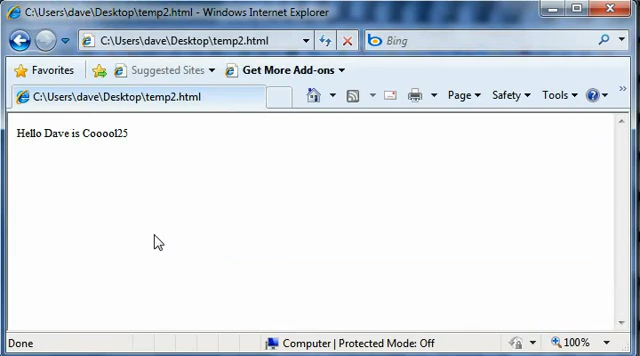 C:\Users\dave\Desktop\temp2.html - Windows Internet Explorer
C:\Users\dave\Desktop\temp2.html
Bing
Favorites
Suggested Sites
Get More Add-ons
C:\Users\dave\Desktop\temp2.html
Page
Safety
Tools
Hello Dave is Cooool25
Done
Computer | Protected Mode: Off
100%